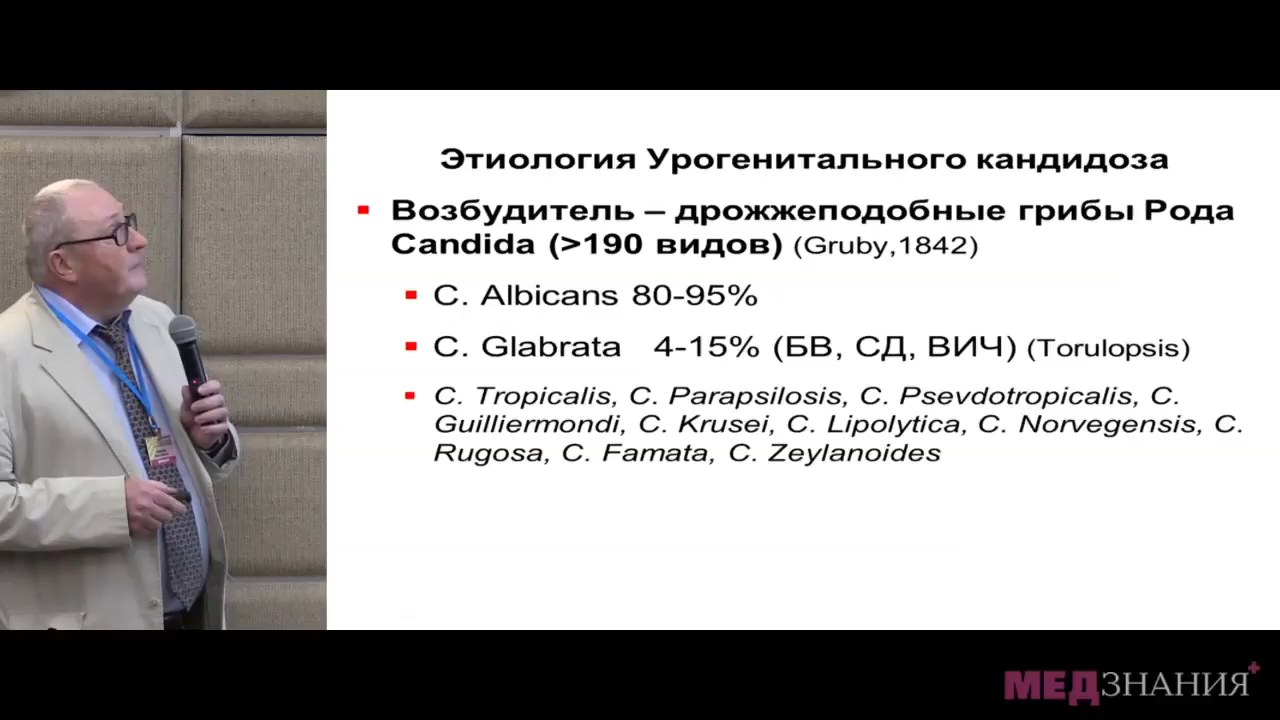 Этиология Урогенитального кандидоза
Возбудитель – дрожжеподобные грибы Рода
Candida (>190 видов) (Gruby,1842)
C. Albicans 80-95%
C. Glabrata 4-15% (БВ, СД, ВИЧ) (Torulopsis)
C. Tropicalis, C. Parapsilosis, C. Psevdotropicalis, C.
Guilliermondi, C. Krusei, C. Lipolytica, C. Norvegensis, C.
Rugosa, C. Famata, C. Zeylanoides
МЕДЗНАНИЯ+